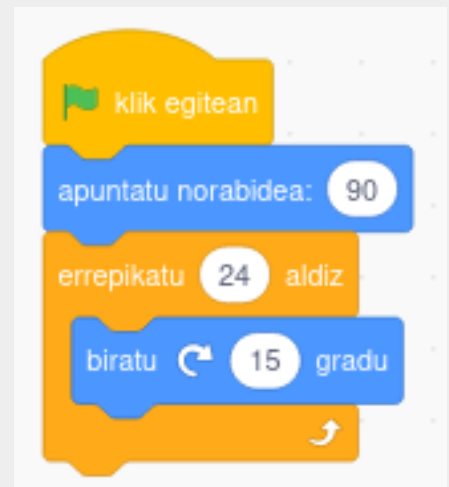 klik egitean
apuntatu norabidea: 90
errepikatu 24 aldiz
biratu 15 gradu